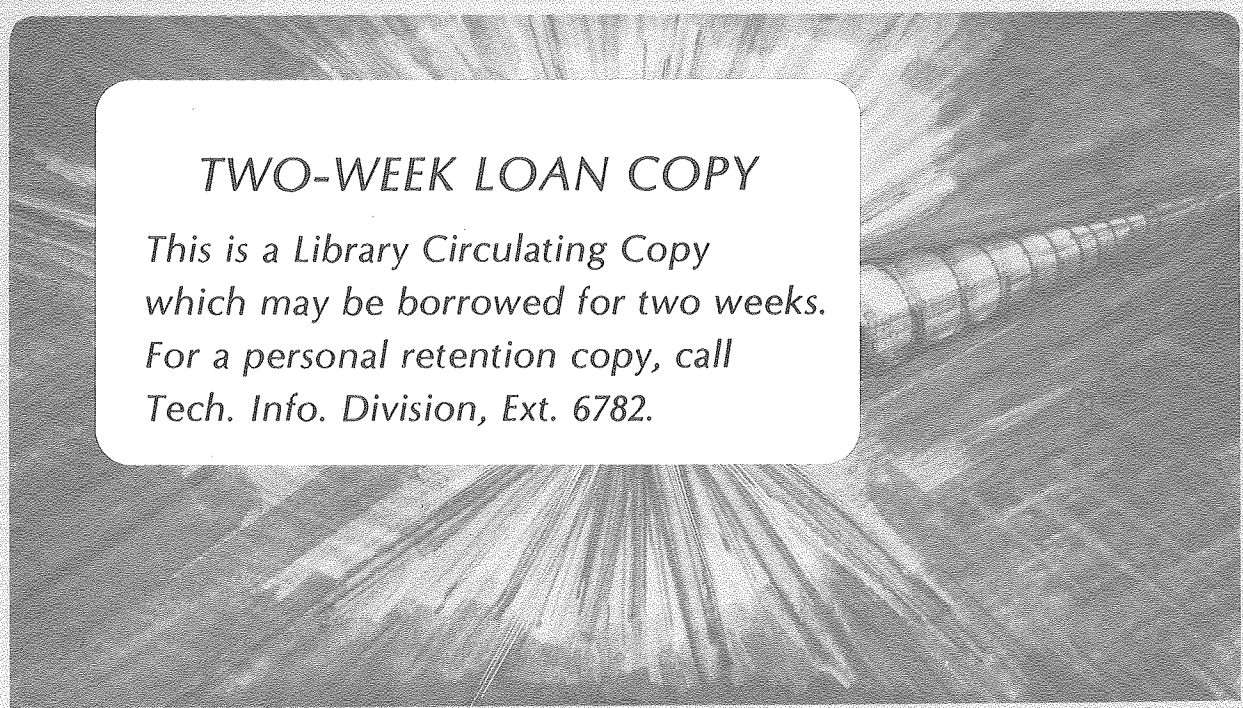 TWO-WEEK LOAN COPY
This is a Library Circulating Copy
which may be borrowed for two weeks.
For a personal retention copy, call
Tech. Info. Division, Ext. 6782.